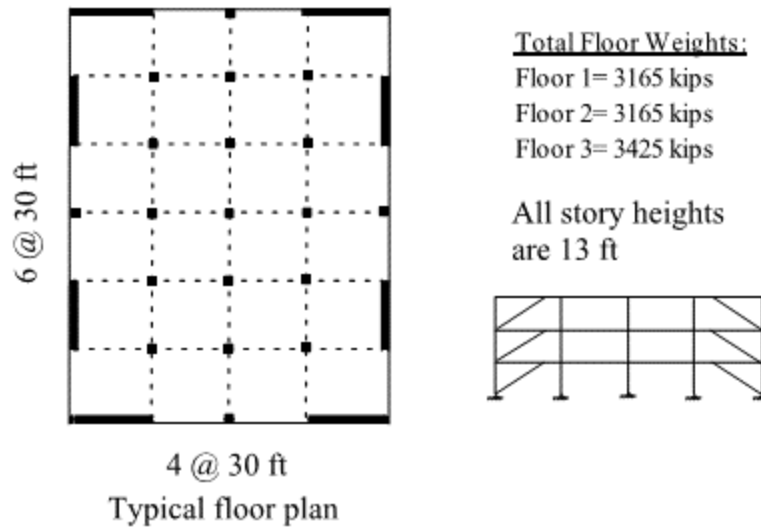 Total Floor Weights:
Floor 1= 3165 kips
Floor 2= 3165 kips
Floor 3= 3425 kips
All story heights
are 13 ft
6 @ 30 ft
4 @ 30 ft
Typical floor plan